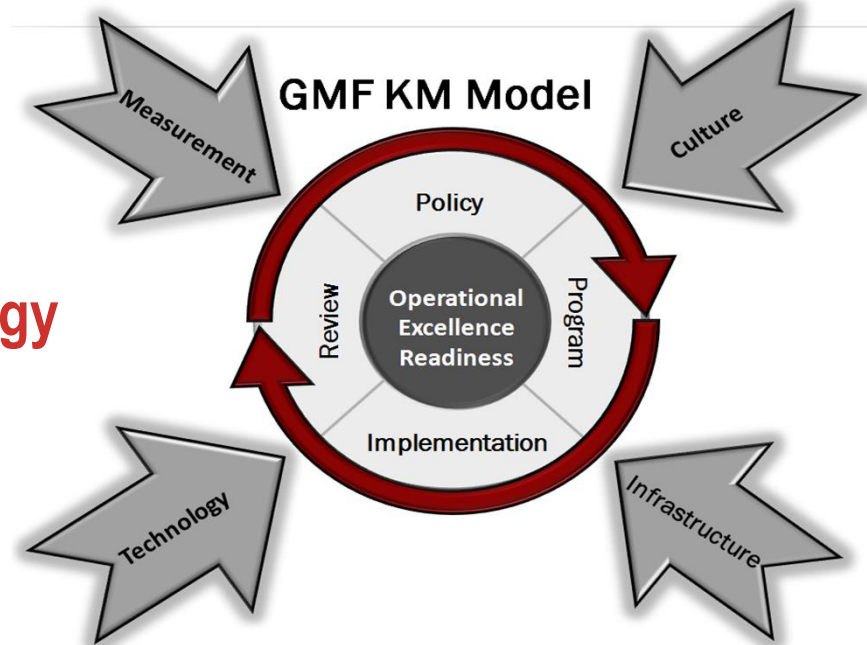 GMF KM Model
Measurement
Culture
Policy
Review
Operational
Excellence
Readiness
Program
gy
Implementation
Technology
Infrastructure